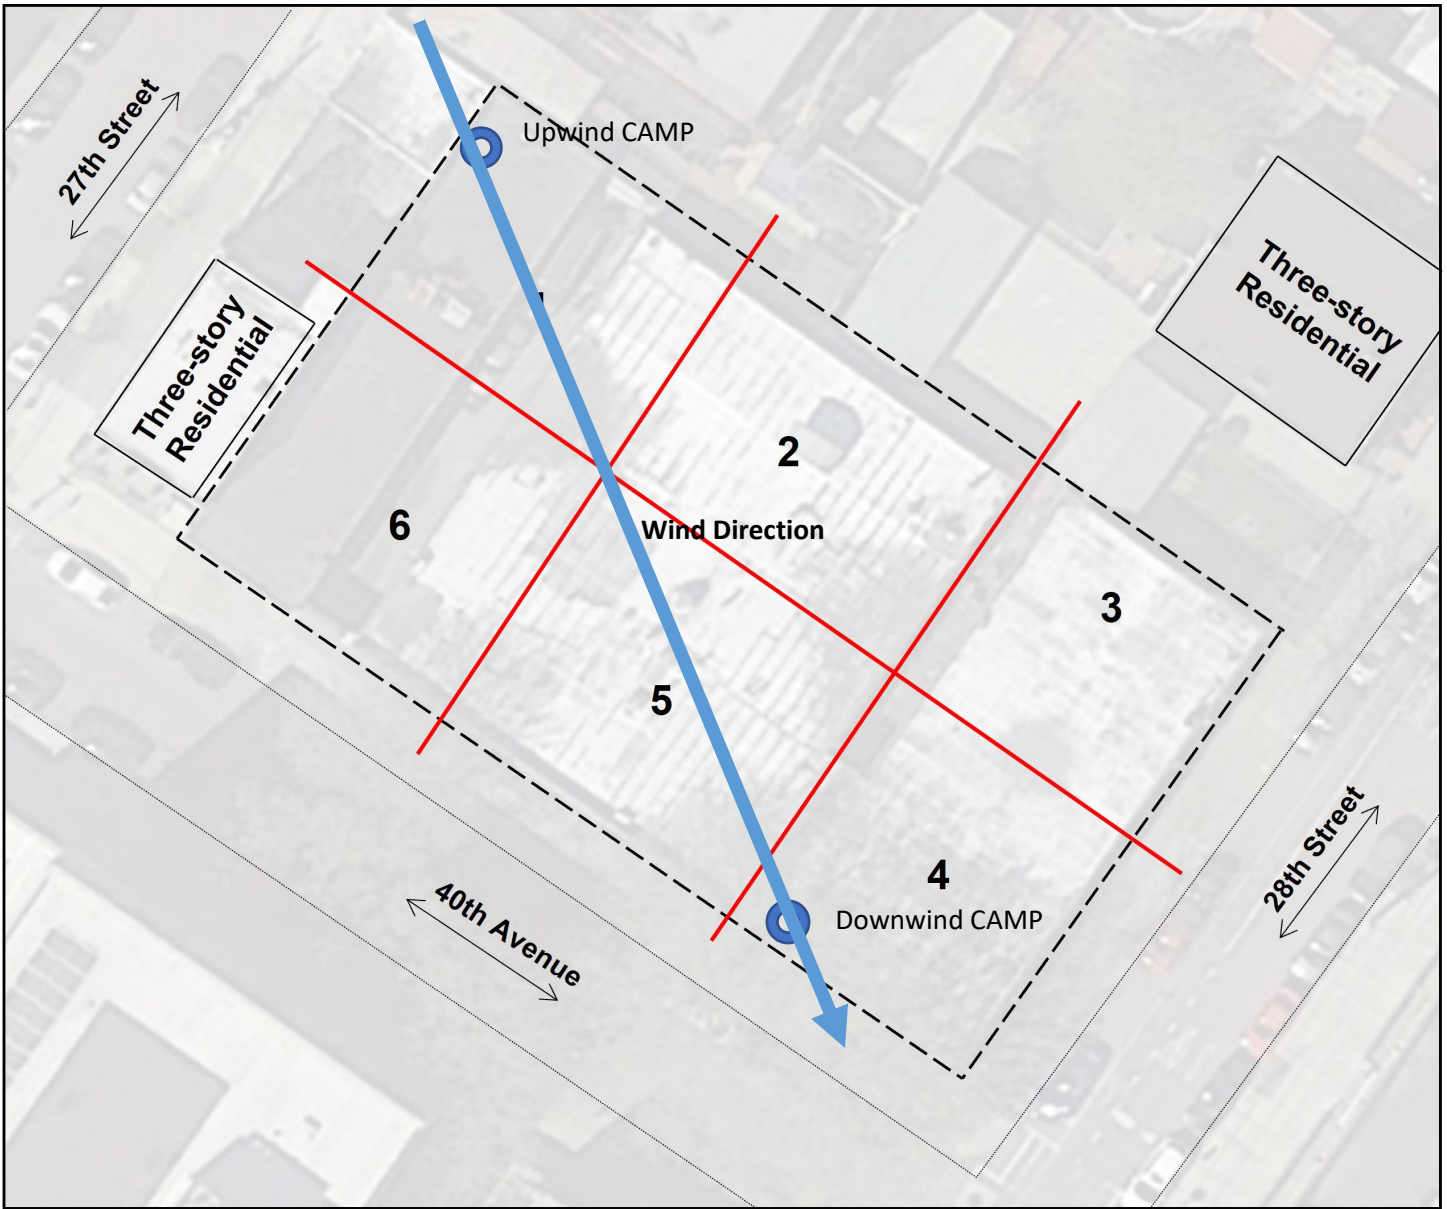 27th Street
Upwind CAMP
Three-story
Residential
Three-story
Residential
2
Wind Direction
6
3
5
4
Downwind CAMP
40th Avenue
28th Street